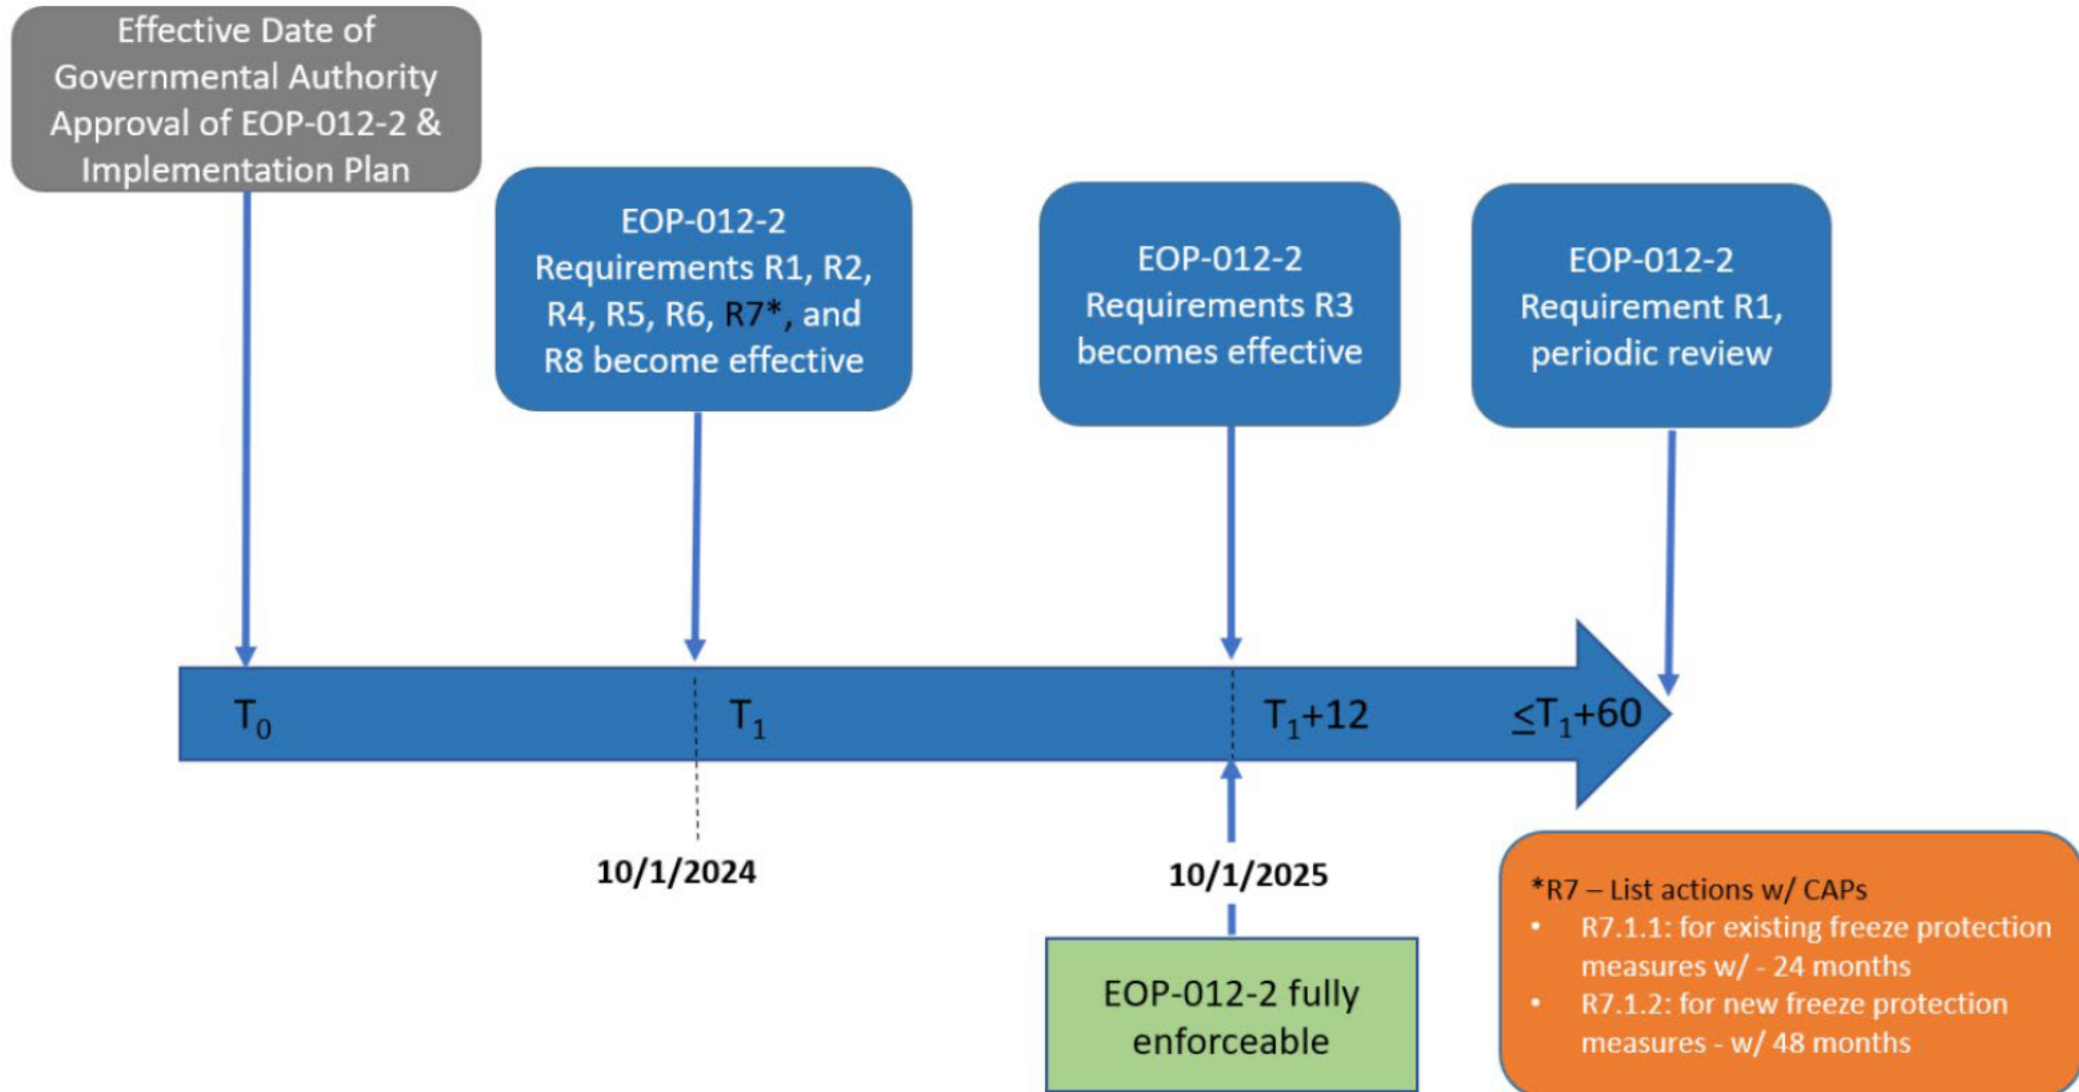 Effective Date of
Governmental Authority
Approval of EOP-012-2 &
Implementation Plan
EOP-012-2
Requirements R1, R2,
R4, R5, R6, R7*, and
R8 become effective
EOP-012-2
Requirements R3
becomes effective
EOP-012-2
Requirement R1,
periodic review
T₀
T₁
T₁+12
≤T₁+60
10/1/2024
10/1/2025
EOP-012-2 fully
enforceable
*R7 – List actions w/ CAPs
• R7.1.1: for existing freeze protection
measures w/ - 24 months
• R7.1.2: for new freeze protection
measures - w/ 48 months